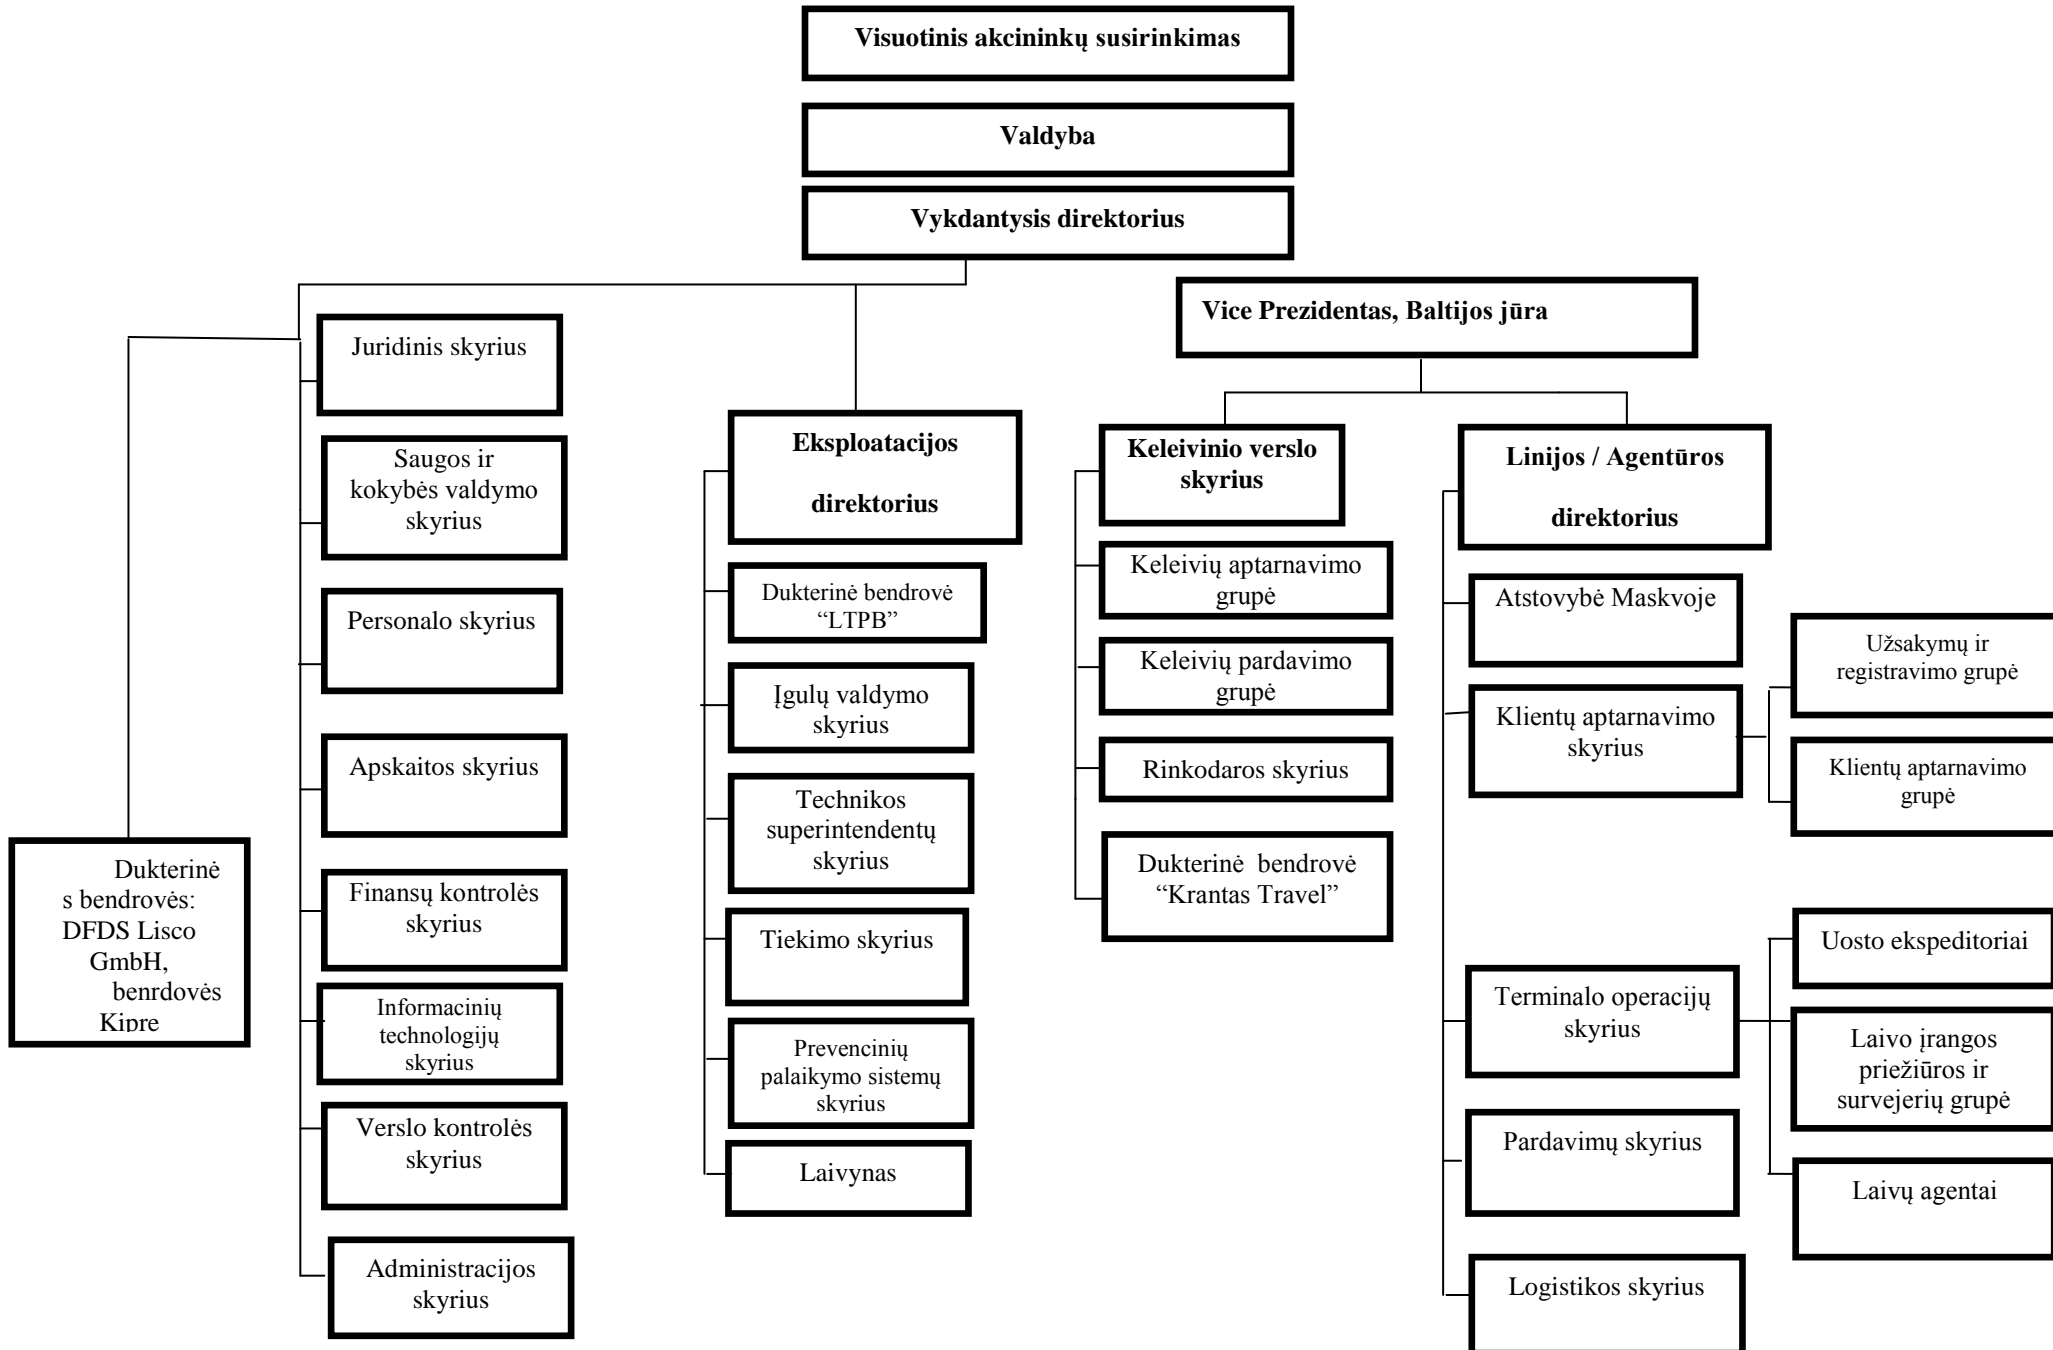 Visuotinis akcininkų susirinkimas
Valdyba
Vykdantysis direktorius
Vice Prezidentas, Baltijos jūra
Juridinis skyrius
Saugos ir
kokybės valdymo
skyrius
Personalo skyrius
Apskaitos skyrius
Finansų kontrolės
skyrius
Informacinių
technologijų
skyrius
Verslo kontrolės
skyrius
Administracijos
skyrius
Dukterinė
s bendrovės:
DFDS Lisco
GmbH,
benrdovės
Kipre
Eksploatacijos
direktorius
Dukterinė bendrovė
“LTPB”
Įgulų valdymo
skyrius
Technikos
superintendentų
skyrius
Tiekimo skyrius
Prevencinių
palaikymo sistemų
skyrius
Laivynas
Keleivinio verslo
skyrius
Keleivių aptarnavimo
grupė
Keleivių pardavimo
grupė
Rinkodaros skyrius
Dukterinė bendrovė
“Krantas Travel”
Linijos / Agentūros
direktorius
Atstovybė Maskvoje
Klientų aptarnavimo
skyrius
Užsakymų ir
registravimo grupė
Klientų aptarnavimo
grupė
Terminalo operacijų
skyrius
Uosto ekspeditoriai
Laivo įrangos
priežiūros ir
survejerių grupė
Laivų agentai
Pardavimų skyrius
Logistikos skyrius